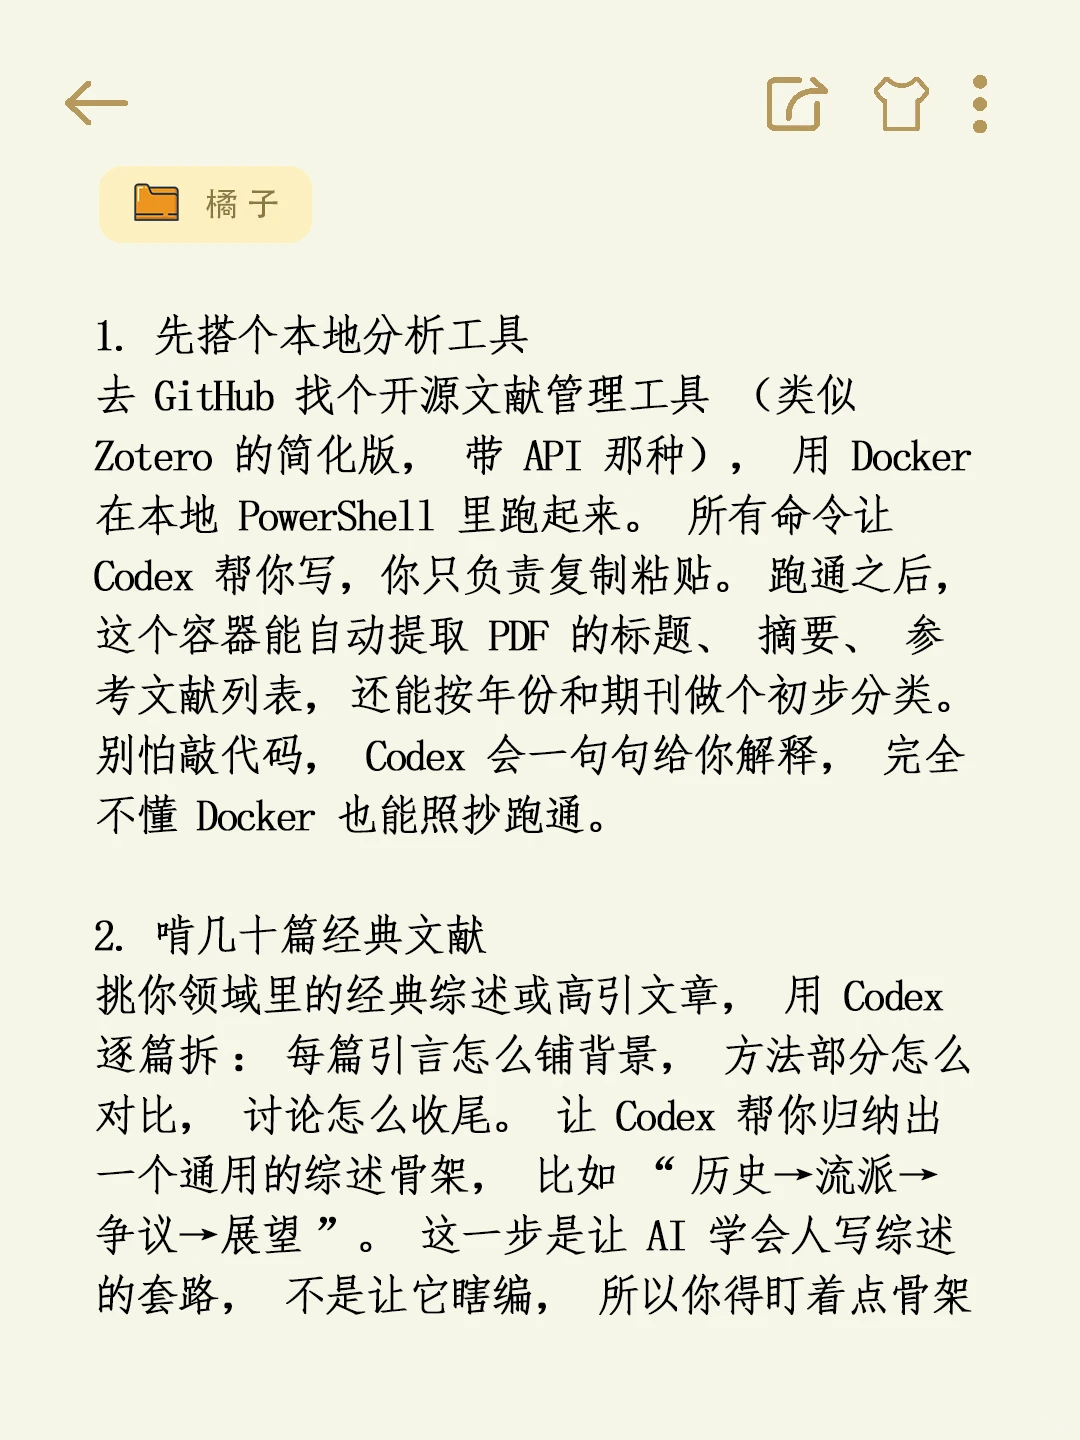 橘子
1. 先搭个本地分析工具
去 GitHub 找个开源文献管理工具 （类似
Zotero 的简化版， 带 API 那种）， 用 Docker
在本地 PowerShell 里跑起来。 所有命令让
Codex 帮你写，你只负责复制粘贴。 跑通之后，
这个容器能自动提取 PDF 的标题、 摘要、 参
考文献列表， 还能按年份和期刊做个初步分类。
别怕敲代码， Codex 会一句句给你解释， 完全
不懂 Docker 也能照抄跑通。
2. 啃几十篇经典文献
挑你领域里的经典综述或高引文章， 用 Codex
逐篇拆： 每篇引言怎么铺背景， 方法部分怎么
对比， 讨论怎么收尾。 让 Codex 帮你归纳出
一个通用的综述骨架， 比如 “ 历史→流派→
争议→展望 ” 。 这一步是让 AI 学会人写综述
的套路， 不是让它瞎编， 所以你得盯着点骨架